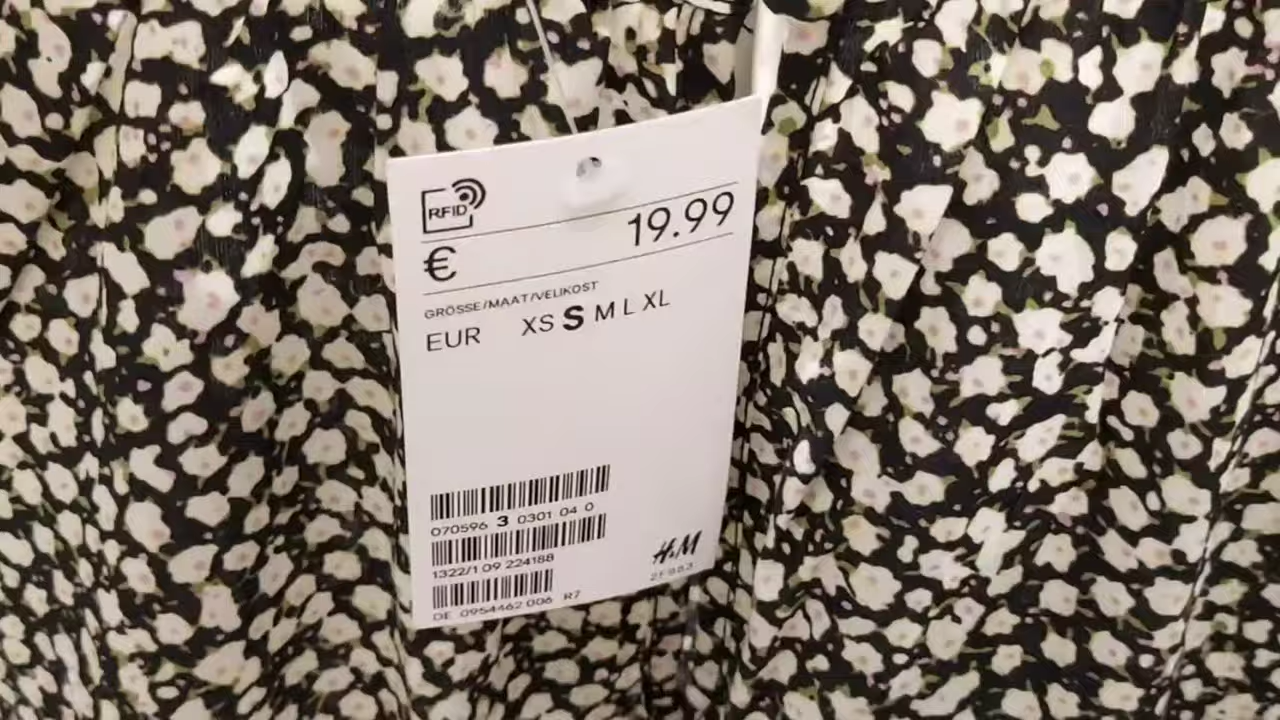 RFID
19.99
€
GRÖSSE/MAAT/VELIKOST
EUR XS S M L XL
070596 3 0301 04 0
1322/1 09 224188
DE 0954462 006 R7
H&M